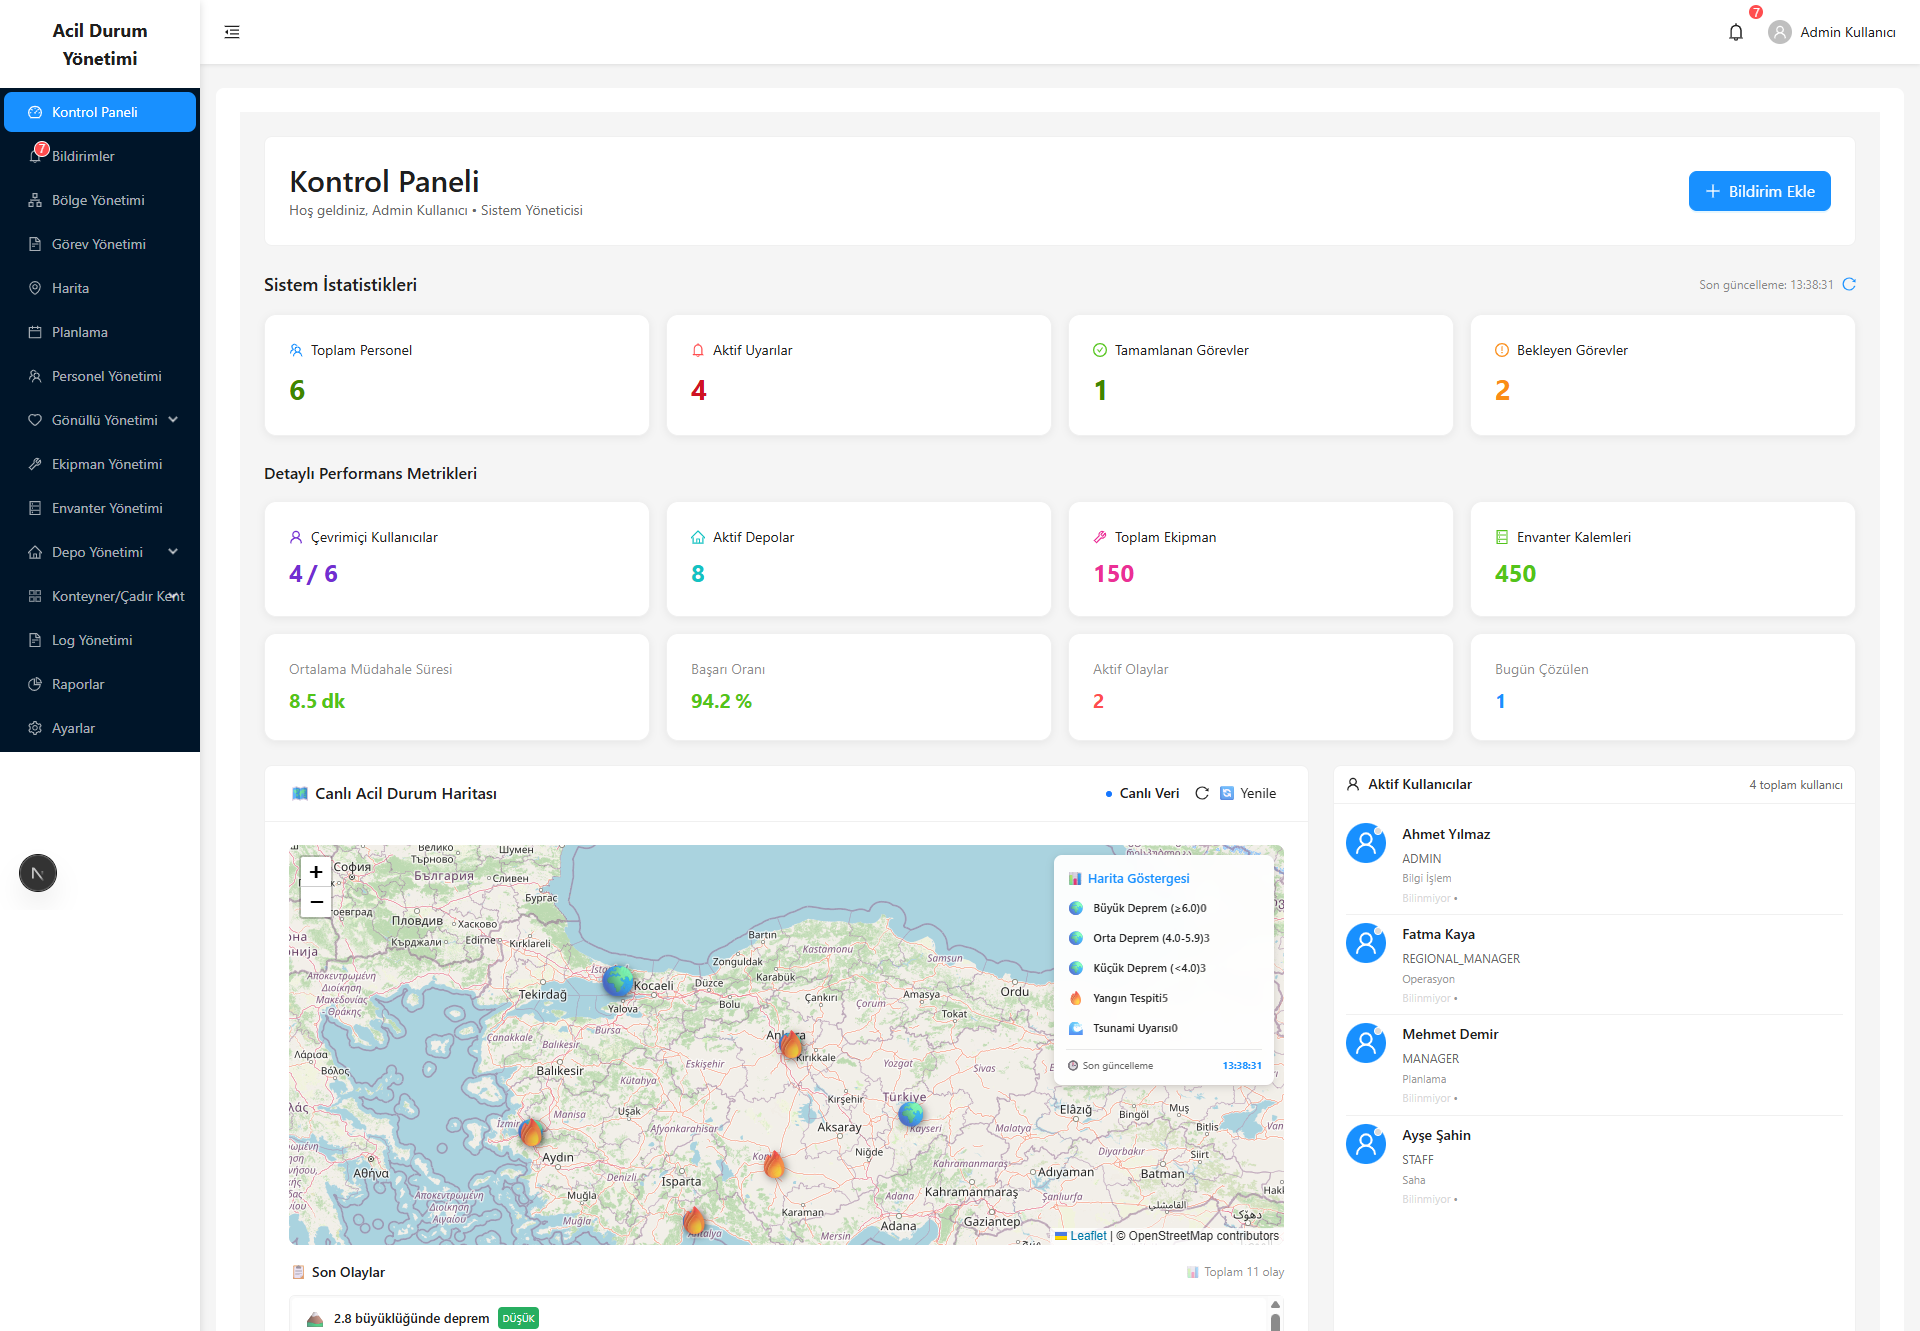 Acil Durum
Yönetimi
7
Admin Kullanıcı
Kontrol Paneli
7
Bildirimler
Bölge Yönetimi
Görev Yönetimi
Harita
Planlama
Personel Yönetimi
Gönüllü Yönetimi
Ekipman Yönetimi
Envanter Yönetimi
Depo Yönetimi
Konteyner/Çadır Kent
Log Yönetimi
Raporlar
Ayarlar
N
Kontrol Paneli
Hoş geldiniz, Admin Kullanıcı • Sistem Yöneticisi
+ Bildirim Ekle
Sistem İstatistikleri
Son güncelleme: 13:38:31
Toplam Personel
6
Aktif Uyarılar
4
Tamamlanan Görevler
1
Bekleyen Görevler
2
Detaylı Performans Metrikleri
Çevrimiçi Kullanıcılar
4 / 6
Aktif Depolar
8
Toplam Ekipman
150
Envanter Kalemleri
450
Ortalama Müdahale Süresi
8.5 dk
Başarı Oranı
94.2 %
Aktif Olaylar
2
Bugün Çözülen
1
Canlı Acil Durum Haritası
• Canlı Veri
Yenile
+
−
Велико
Търново
Шумен
София
България
Сливен
Бургас
Пловдив
Хасково
Кърджали
Edirne
Kırklareli
Tekirdağ
Kocaeli
Yalova
Düzce
Bolu
Zonguldak
Bartın
Karabük
Kastamonu
Çankırı
Çorum
Samsun
Amasya
Tokat
Ordu
Çanakkale
Balıkesir
Balıkesir
Bursa
Eskişehir
Kütahya
Kırıkkale
Yozgat
Sivas
Kırşehir
Türkiye
Kayseri
Manisa
Uşak
Afyonkarahisar
Aksaray
Niğde
Malatya
Elâzığ
Bingöl
Muş
Bitlis
Van
Siirt
Batman
Diyarbakır
Adıyaman
Şanlıurfa
Kahramanmaraş
Kahramanmaraş
Gaziantep
Adana
Adana
Mersin
Karaman
Isparta
Denizli
Aydın
Muğla
Muğla
Antalya
Αποκεντρωμένη
Διοίκηση
Μακεδονίας
- Θράκης
Λάρισα
Βόλος
Αθήνα
Αποκεντρωμένη
Διοίκηση
Αιγαίου
Harita Göstergesi
Büyük Deprem (≥6.0)0
Orta Deprem (4.0-5.9)3
Küçük Deprem (<4.0)3
Yangın Tespiti5
Tsunami Uyarısı0
Son güncelleme
13:38:31
Leaflet | © OpenStreetMap contributors
Son Olaylar
Toplam 11 olay
2.8 büyüklüğünde deprem
DÜŞÜK
Aktif Kullanıcılar
4 toplam kullanıcı
Ahmet Yılmaz
ADMIN
Bilgi İşlem
Bilinmiyor •
Fatma Kaya
REGIONAL_MANAGER
Operasyon
Bilinmiyor •
Mehmet Demir
MANAGER
Planlama
Bilinmiyor •
Ayşe Şahin
STAFF
Saha
Bilinmiyor •